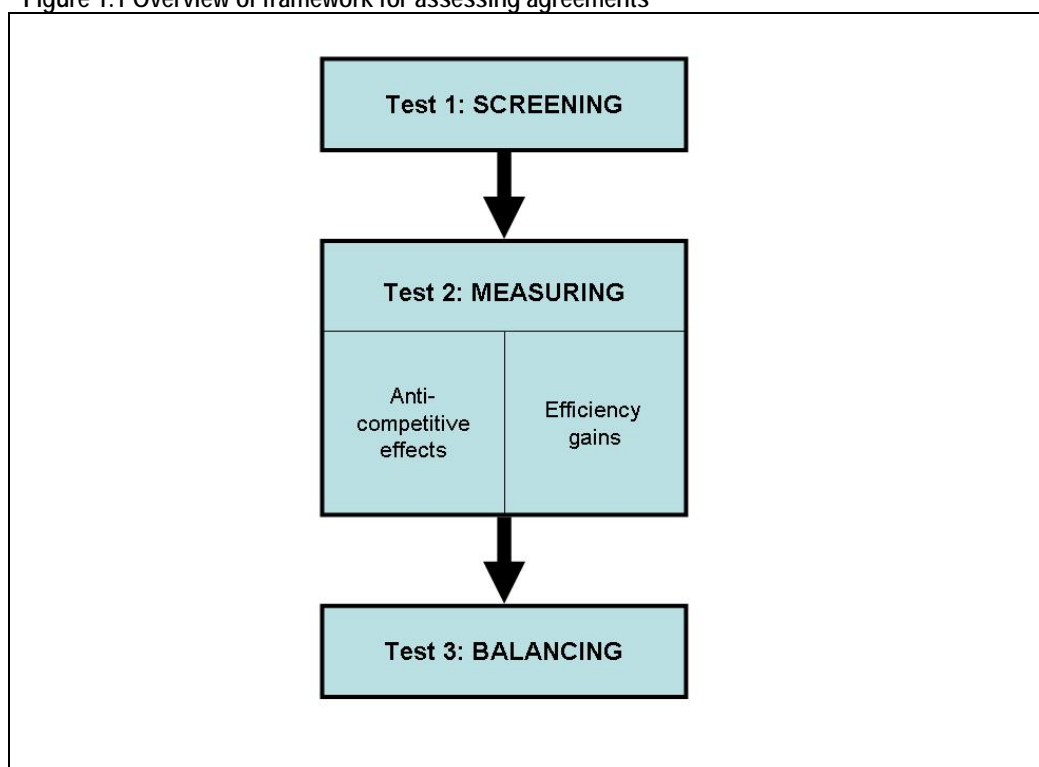 Figure 1.1 Overview of framework for assessing agreements
Test 1: SCREENING
Test 2: MEASURING
Anti-
competitive
effects
Efficiency
gains
Test 3: BALANCING